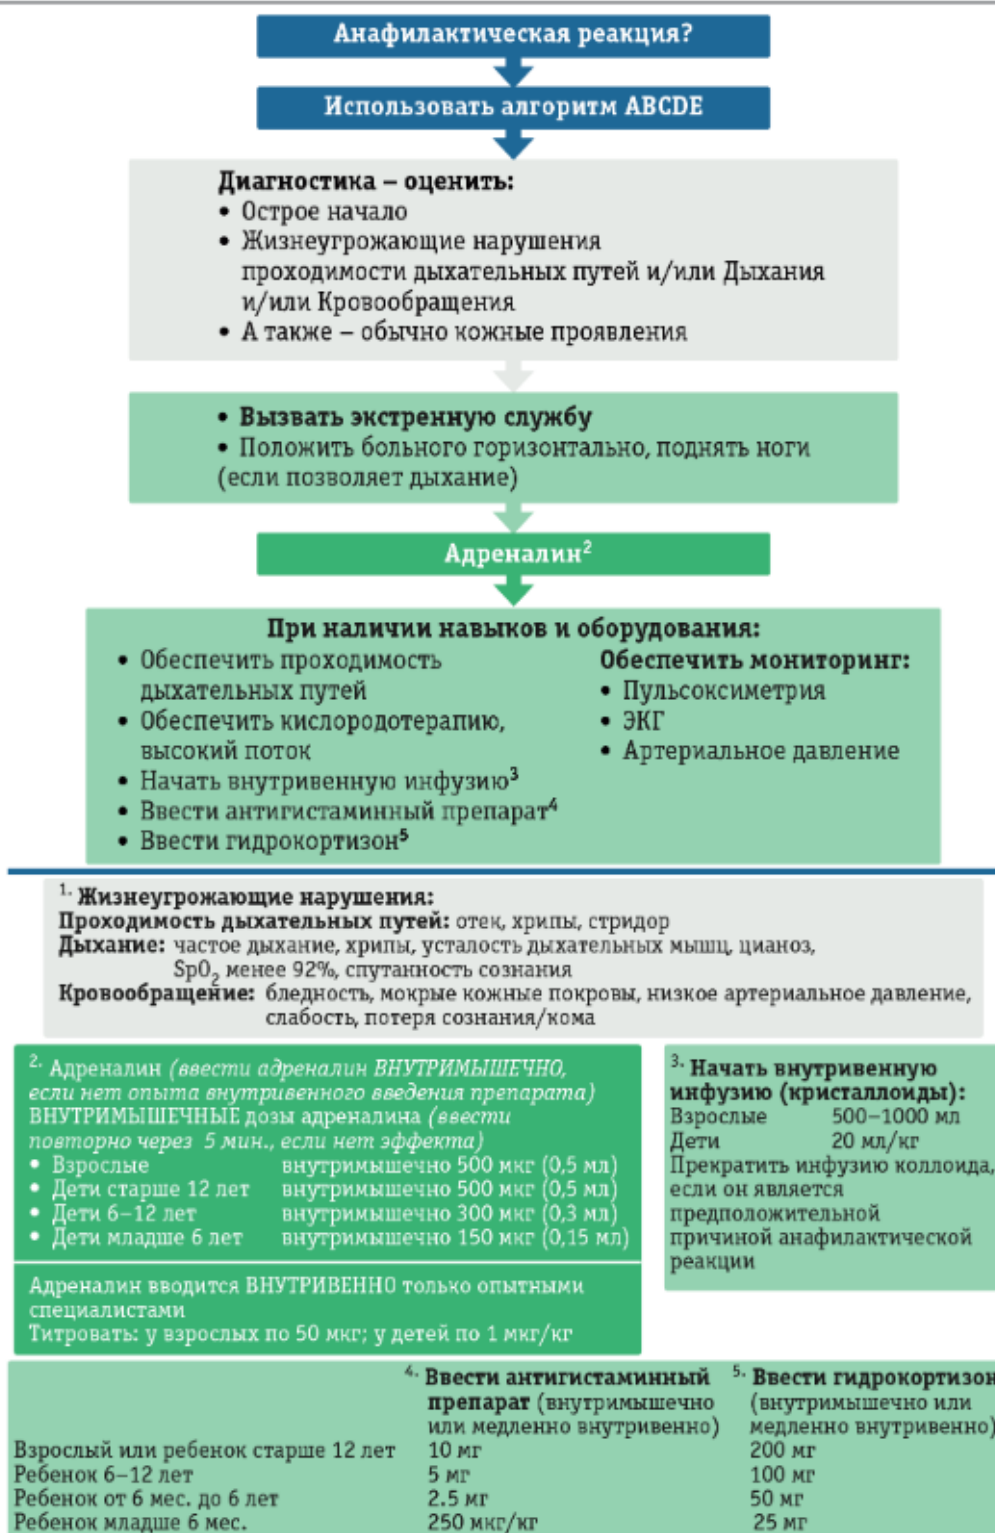 Анафилактическая реакция?
Использовать алгоритм ABCDE
Диагностика – оценить:
• Острое начало
• Жизнеугрожающие нарушения
проходимости дыхательных путей и/или Дыхания
и/или Кровообращения
• А также – обычно кожные проявления
• Вызвать экстренную службу
• Положить больного горизонтально, поднять ноги
(если позволяет дыхание)
Адреналин²
При наличии навыков и оборудования:
• Обеспечить проходимость
дыхательных путей
• Обеспечить кислородотерапию,
высокий поток
• Начать внутривенную инфузию³
• Ввести антигистаминный препарат⁴
• Ввести гидрокортизон⁵
Обеспечить мониторинг:
• Пульсоксиметрия
• ЭКГ
• Артериальное давление
¹· Жизнеугрожающие нарушения:
Проходимость дыхательных путей: отек, хрипы, стридор
Дыхание: частое дыхание, хрипы, усталость дыхательных мышц, цианоз,
SpO₂ менее 92%, спутанность сознания
Кровообращение: бледность, мокрые кожные покровы, низкое артериальное давление,
слабость, потеря сознания/кома
²· Адреналин (ввести адреналин ВНУТРИМЫШЕЧНО,
если нет опыта внутривенного введения препарата)
ВНУТРИМЫШЕЧНЫЕ дозы адреналина (ввести
повторно через 5 мин., если нет эффекта)
• Взрослые внутримышечно 500 мкг (0,5 мл)
• Дети старше 12 лет внутримышечно 500 мкг (0,5 мл)
• Дети 6–12 лет внутримышечно 300 мкг (0,3 мл)
• Дети младше 6 лет внутримышечно 150 мкг (0,15 мл)
Адреналин вводится ВНУТРИВЕННО только опытными
специалистами
Титровать: у взрослых по 50 мкг; у детей по 1 мкг/кг
³· Начать внутривенную
инфузию (кристаллоиды):
Взрослые 500–1000 мл
Дети 20 мл/кг
Прекратить инфузию коллоида,
если он является
предположительной
причиной анафилактической
реакции
⁴· Ввести антигистаминный
препарат (внутримышечно
или медленно внутривенно)
⁵· Ввести гидрокортизон
(внутримышечно или
медленно внутривенно)
Взрослый или ребенок старше 12 лет 10 мг 200 мг
Ребенок 6–12 лет 5 мг 100 мг
Ребенок от 6 мес. до 6 лет 2.5 мг 50 мг
Ребенок младше 6 мес. 250 мкг/кг 25 мг